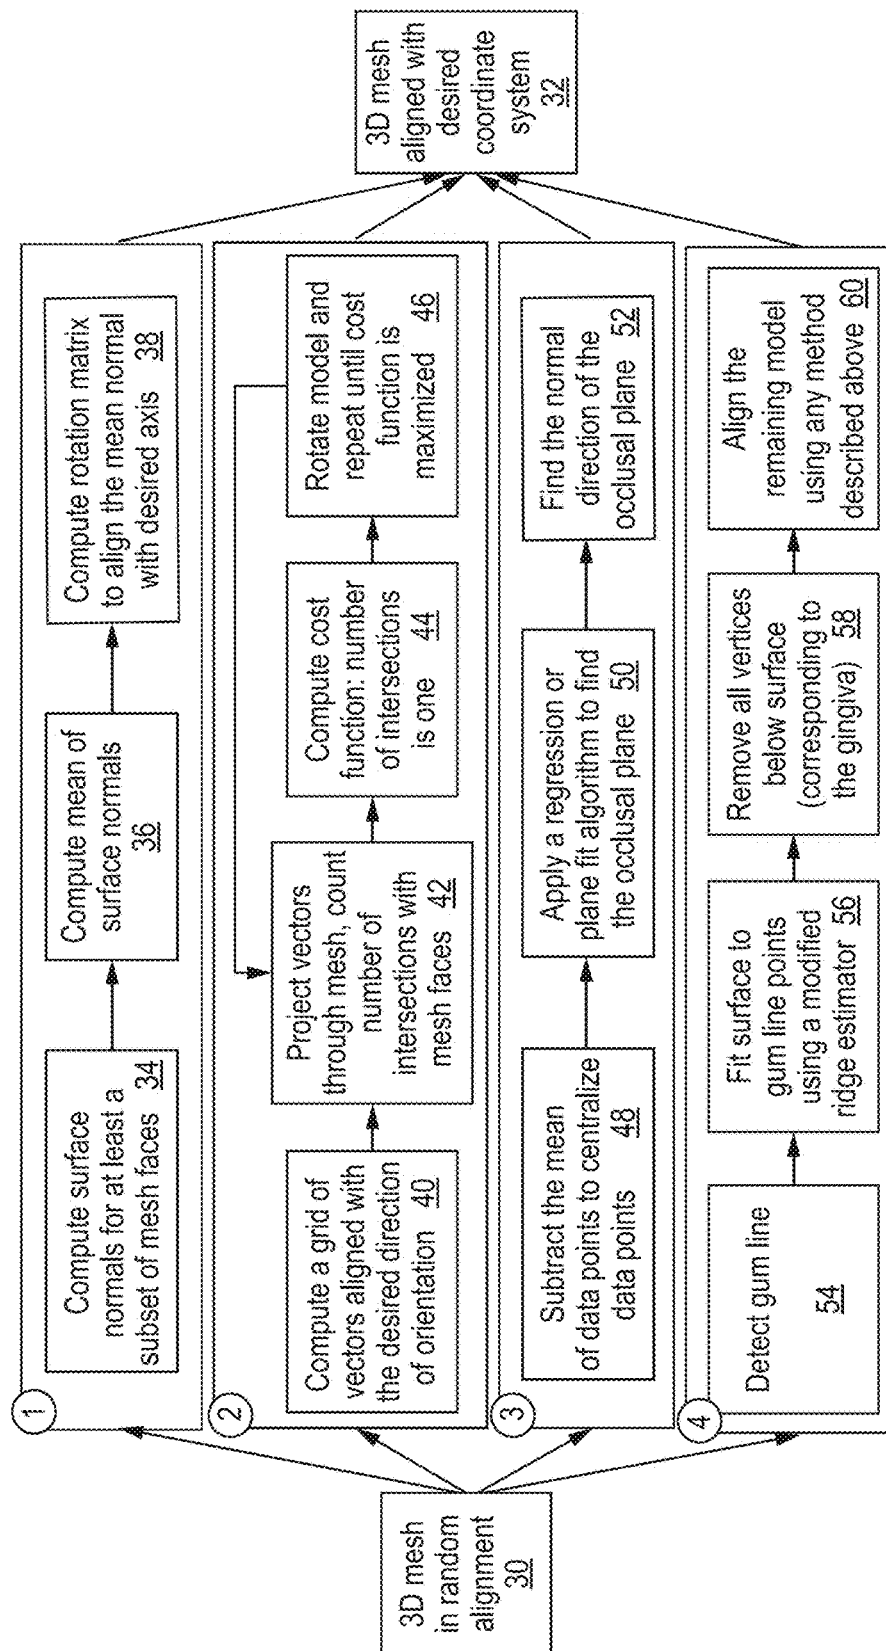 3D mesh
in random
alignment
30
1
Compute surface
normals for at least a
subset of mesh faces 34
Compute mean of
surface normals
36
Compute rotation matrix
to align the mean normal
with desired axis 38
2
Compute a grid of
vectors aligned with
the desired direction
of orientation 40
Project vectors
through mesh, count
number of
intersections with
mesh faces 42
Compute cost
function: number
of intersections
is one 44
Rotate model and
repeat until cost
function is
maximized 46
3
Subtract the mean
of data points to centralize
data points 48
Apply a regression or
plane fit algorithm to find
the occlusal plane 50
Find the normal
direction of the
occlusal plane 52
4
Detect gum line
54
Fit surface to
gum line points
using a modified
ridge estimator 56
Remove all vertices
below surface
(corresponding to
the gingiva) 58
Align the
remaining model
using any method
described above 60
3D mesh
aligned with
desired
coordinate
system
32